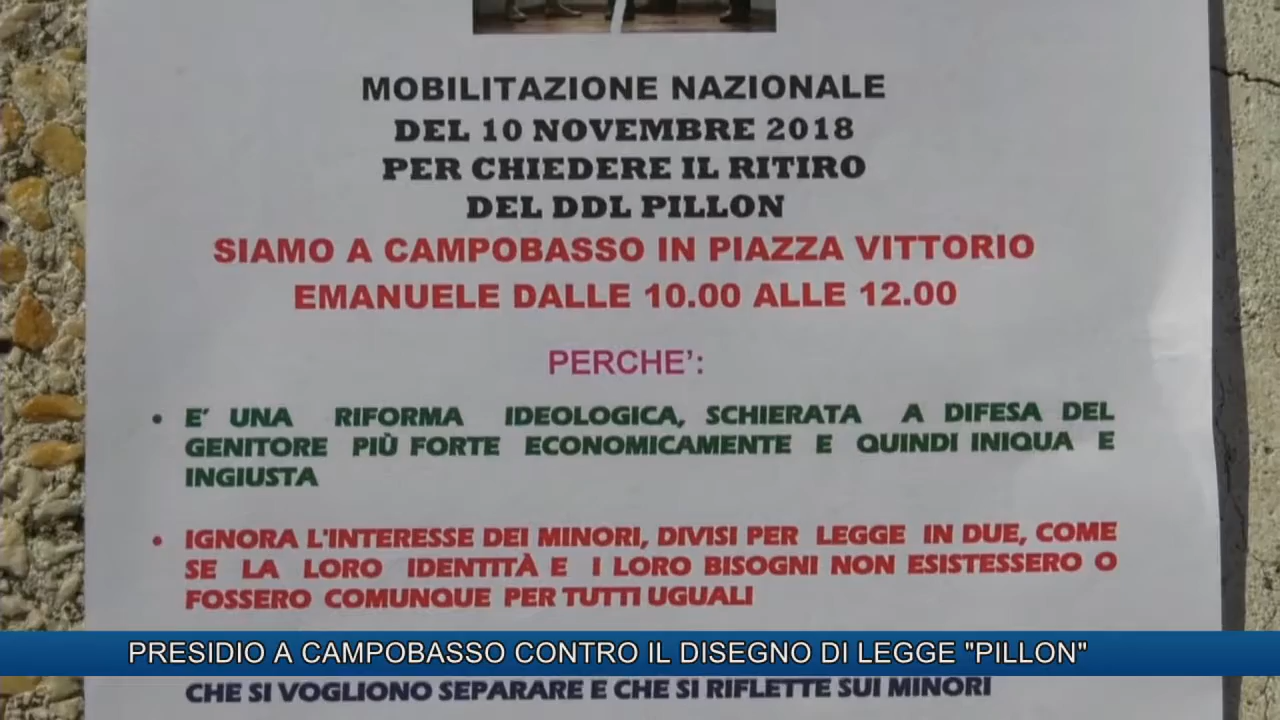 MOBILITAZIONE NAZIONALE
DEL 10 NOVEMBRE 2018
PER CHIEDERE IL RITIRO
DEL DDL PILLON
SIAMO A CAMPOBASSO IN PIAZZA VITTORIO
EMANUELE DALLE 10.00 ALLE 12.00
PERCHE':
• E' UNA RIFORMA IDEOLOGICA, SCHIERATA A DIFESA DEL
GENITORE PIÙ FORTE ECONOMICAMENTE E QUINDI INIQUA E
INGIUSTA
• IGNORA L'INTERESSE DEI MINORI, DIVISI PER LEGGE IN DUE, COME
SE LA LORO IDENTITÀ E I LORO BISOGNI NON ESISTESSERO O
FOSSERO COMUNQUE PER TUTTI UGUALI
PRESIDIO A CAMPOBASSO CONTRO IL DISEGNO DI LEGGE "PILLON"
CHE SI VOGLIONO SEPARARE E CHE SI RIFLETTE SUI MINORI